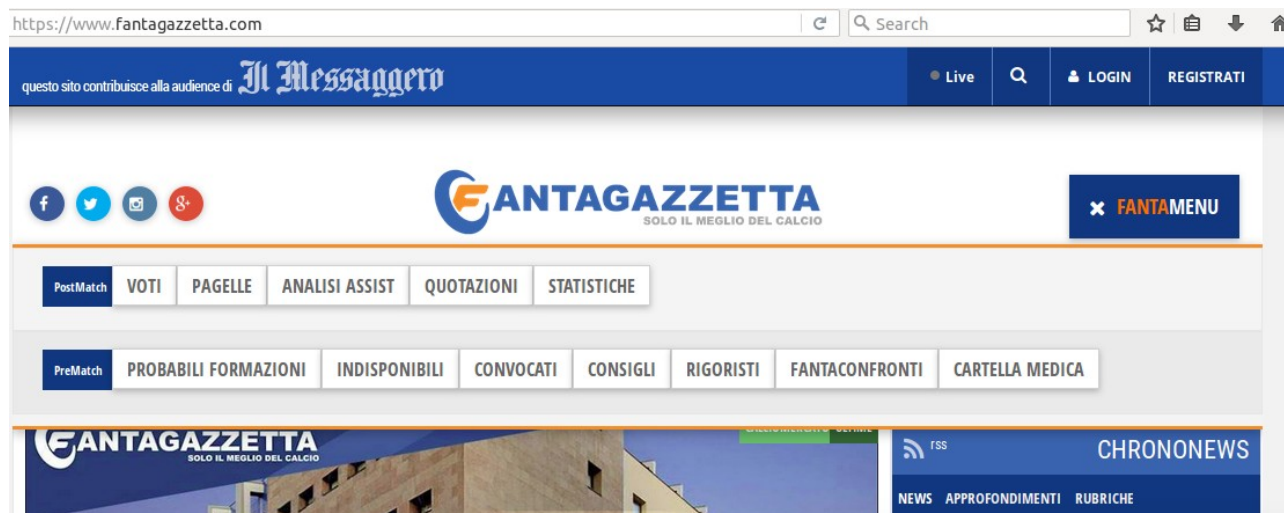 https://www.fantagazzetta.com
Search
questo sito contribuisce alla audience di Il Messaggero
Live
LOGIN
REGISTRATI
f
8+
FANTAGAZZETTA
SOLO IL MEGLIO DEL CALCIO
× FANTAMENU
PostMatch VOTI PAGELLE ANALISI ASSIST QUOTAZIONI STATISTICHE
PreMatch PROBABILI FORMAZIONI INDISPONIBILI CONVOCATI CONSIGLI RIGORISTI FANTACONFRONTI CARTELLA MEDICA
FANTAGAZZETTA
SOLO IL MEGLIO DEL CALCIO
rss
CHRONONEWS
NEWS APPROFONDIMENTI RUBRICHE